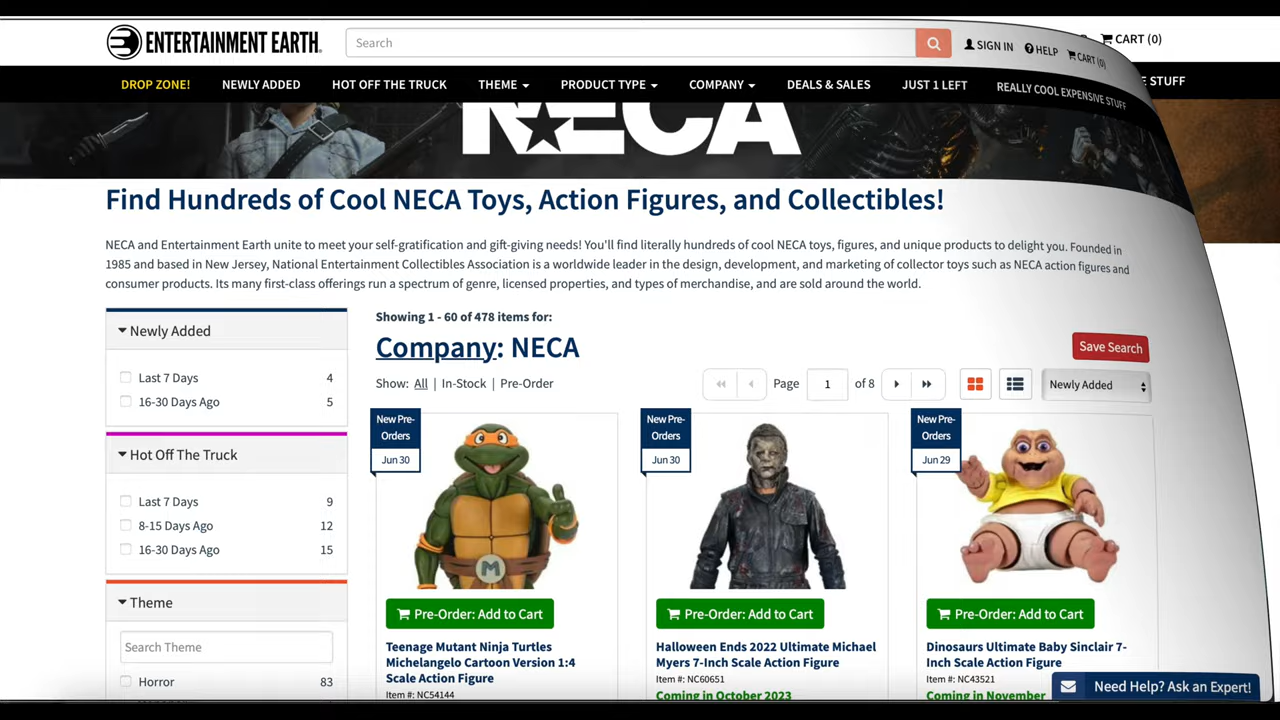 ENTERTAINMENT EARTH
Search
SIGN IN
HELP
CART (0)
CART (0)
DROP ZONE!
NEWLY ADDED
HOT OFF THE TRUCK
THEME
PRODUCT TYPE
COMPANY
DEALS & SALES
JUST 1 LEFT
REALLY COOL EXPENSIVE STUFF
STUFF
NECA
Find Hundreds of Cool NECA Toys, Action Figures, and Collectibles!
NECA and Entertainment Earth unite to meet your self-gratification and gift-giving needs! You'll find literally hundreds of cool NECA toys, figures, and unique products to delight you. Founded in
1985 and based in New Jersey, National Entertainment Collectibles Association is a worldwide leader in the design, development, and marketing of collector toys such as NECA action figures and
consumer products. Its many first-class offerings run a spectrum of genre, licensed properties, and types of merchandise, and are sold around the world.
Newly Added
Last 7 Days 4
16-30 Days Ago 5
Hot Off The Truck
Last 7 Days 9
8-15 Days Ago 12
16-30 Days Ago 15
Theme
Search Theme
Horror 83
Showing 1 - 60 of 478 items for:
Company: NECA
Save Search
Show: All | In-Stock | Pre-Order
Page 1 of 8
Newly Added
New Pre-
Orders
Jun 30
M
Pre-Order: Add to Cart
Teenage Mutant Ninja Turtles
Michelangelo Cartoon Version 1:4
Scale Action Figure
Item #: NC54144
New Pre-
Orders
Jun 30
Pre-Order: Add to Cart
Halloween Ends 2022 Ultimate Michael
Myers 7-Inch Scale Action Figure
Item #: NC60651
Coming in October 2023
New Pre-
Orders
Jun 29
Pre-Order: Add to Cart
Dinosaurs Ultimate Baby Sinclair 7-
Inch Scale Action Figure
Item #: NC43521
Coming in November
Need Help? Ask an Expert!